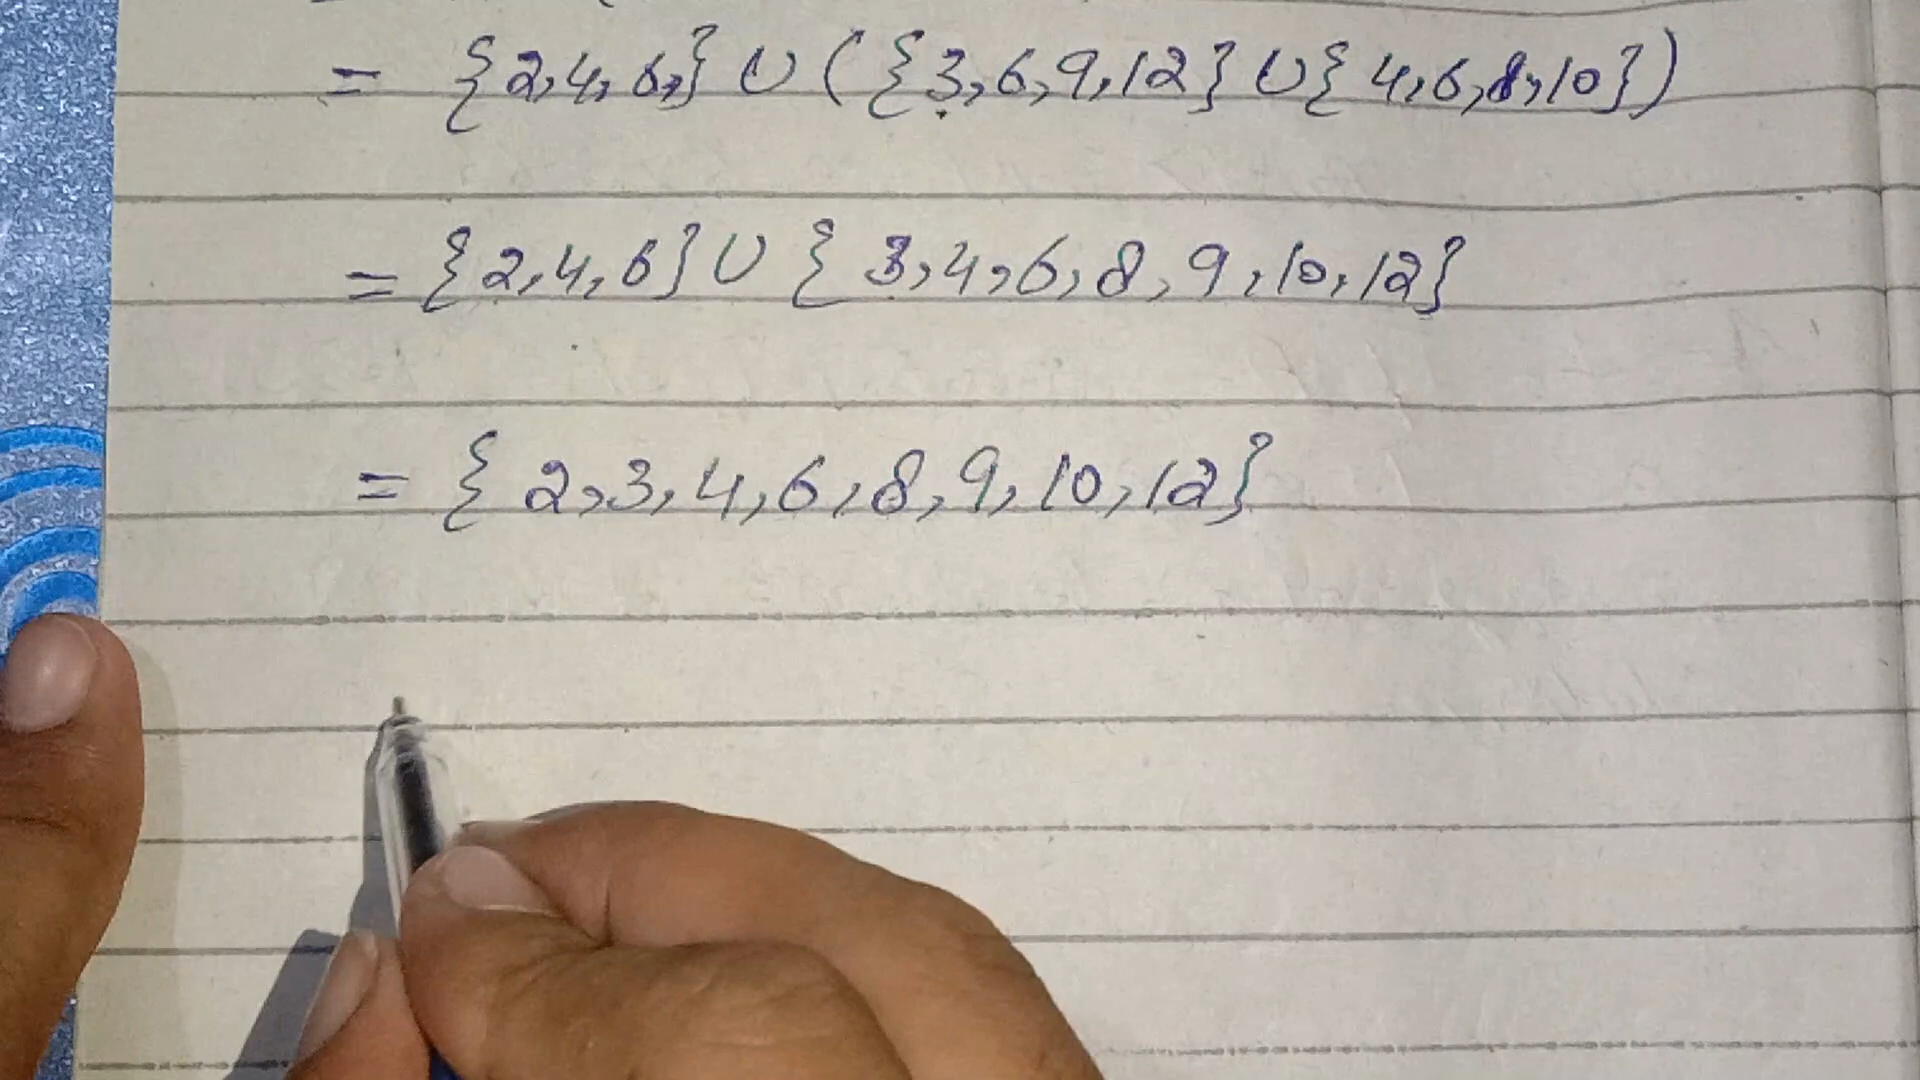 = {2,4,6,} ∪ ({3,6,9,12} ∪ {4,6,8,10})
= {2,4,6} ∪ {3,4,6,8,9,10,12}
= {2,3,4,6,8,9,10,12}